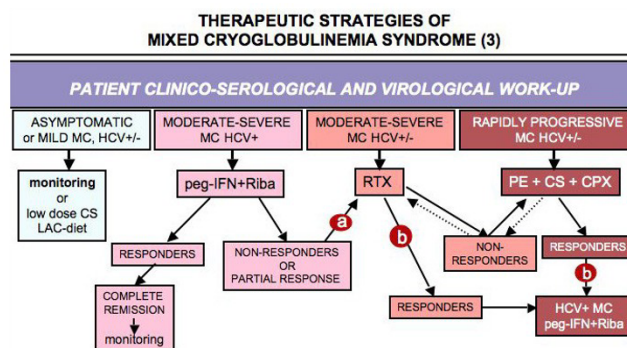 THERAPEUTIC STRATEGIES OF
MIXED CRYOGLOBULINEMIA SYNDROME (3)
PATIENT CLINICO-SEROLOGICAL AND VIROLOGICAL WORK-UP
ASYMPTOMATIC
or MILD MC, HCV+/-
MODERATE-SEVERE
MC HCV+
MODERATE-SEVERE
MC HCV+/-
RAPIDLY PROGRESSIVE
MC HCV+/-
monitoring
or
low dose CS
LAC-diet
peg-IFN+Riba
RTX
PE + CS + CPX
a
b
RESPONDERS
NON-RESPONDERS
OR
PARTIAL RESPONSE
NON-
RESPONDERS
RESPONDERS
b
COMPLETE
REMISSION
monitoring
RESPONDERS
HCV+ MC
peg-IFN+Riba